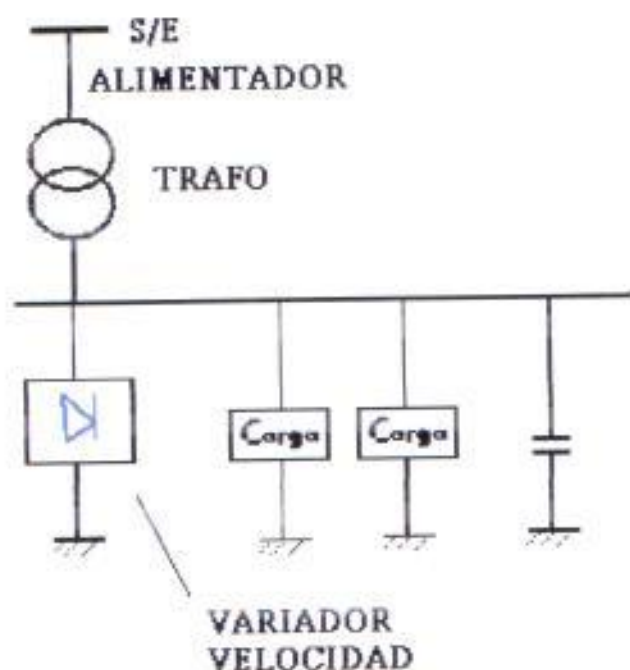 S/E
ALIMENTADOR
TRAFO
Carga
Carga
VARIADOR
VELOCIDAD